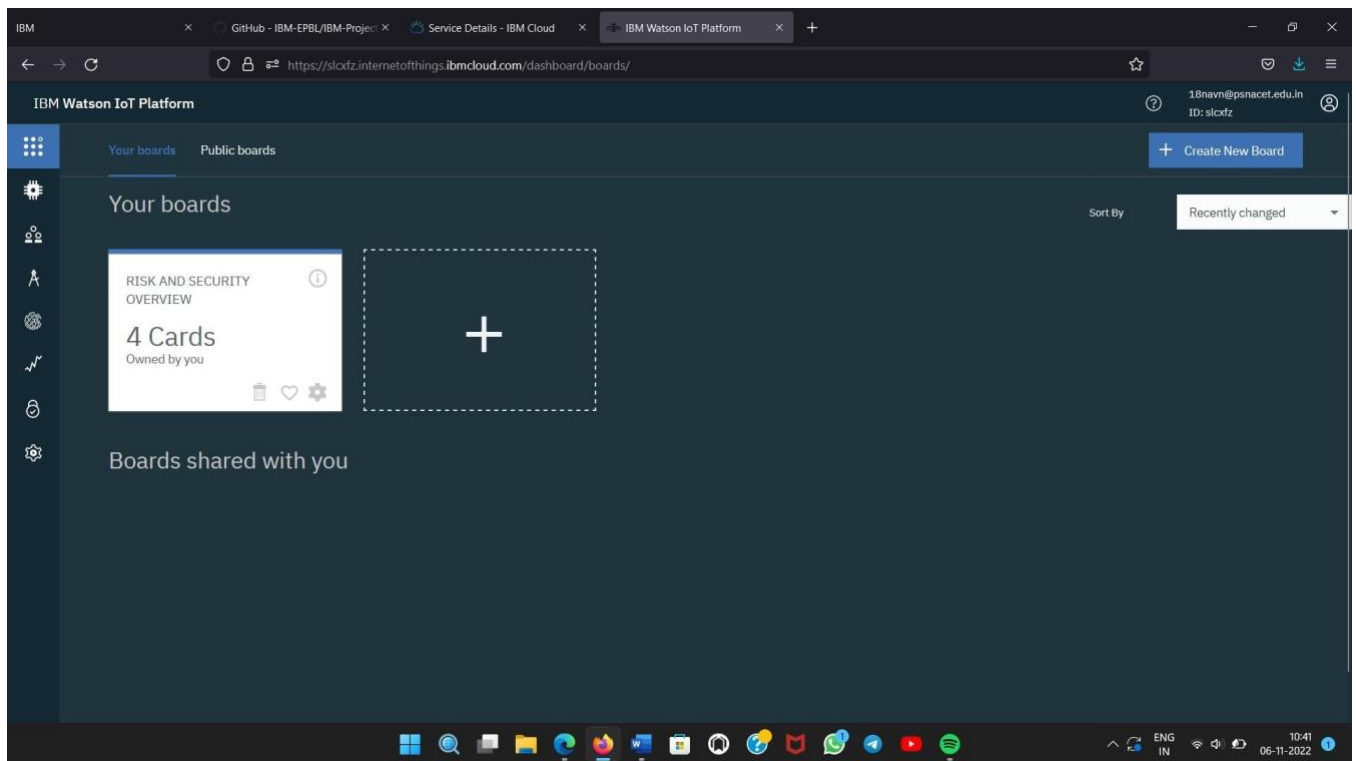 IBM
GitHub - IBM-EPBL/IBM-Project
Service Details - IBM Cloud
IBM Watson IoT Platform
https://slcxfz.internetofthings.ibmcloud.com/dashboard/boards/
IBM Watson IoT Platform
18navn@psnacet.edu.in
ID: slcxfz
Your boards
Public boards
Create New Board
Your boards
Sort By
Recently changed
RISK AND SECURITY
OVERVIEW
4 Cards
Owned by you
Boards shared with you
ENG
IN
10:41
06-11-2022
1
1